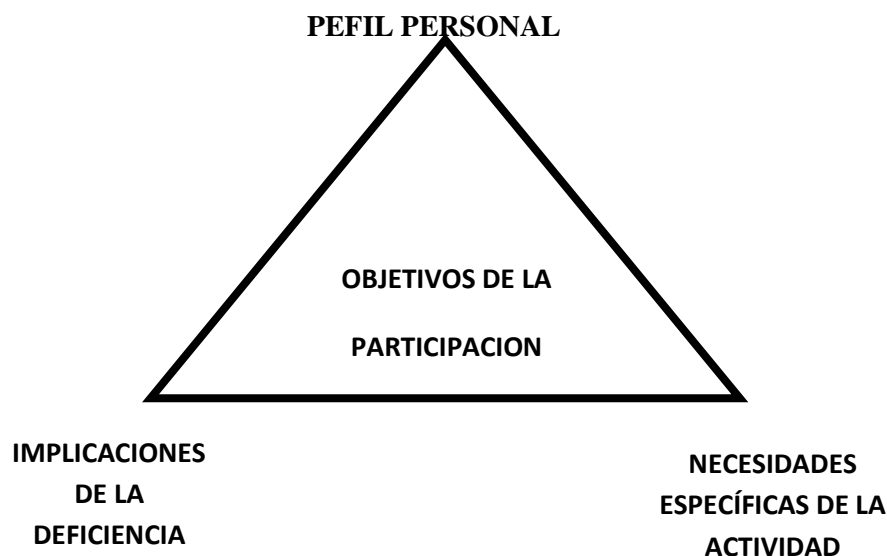 PEFIL PERSONAL
OBJETIVOS DE LA
PARTICIPACION
IMPLICACIONES
DE LA
DEFICIENCIA
NECESIDADES
ESPECÍFICAS DE LA
ACTIVIDAD